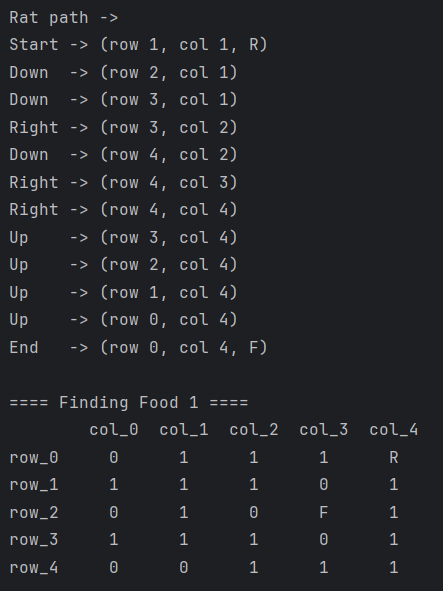 Rat path ->
Start -> (row 1, col 1, R)
Down  -> (row 2, col 1)
Down  -> (row 3, col 1)
Right -> (row 3, col 2)
Down  -> (row 4, col 2)
Right -> (row 4, col 3)
Right -> (row 4, col 4)
Up    -> (row 3, col 4)
Up    -> (row 2, col 4)
Up    -> (row 1, col 4)
Up    -> (row 0, col 4)
End   -> (row 0, col 4, F)
==== Finding Food 1 ====
        col_0  col_1  col_2  col_3  col_4
row_0     0      1      1      1      R
row_1     1      1      1      0      1
row_2     0      1      0      F      1
row_3     1      1      1      0      1
row_4     0      0      1      1      1